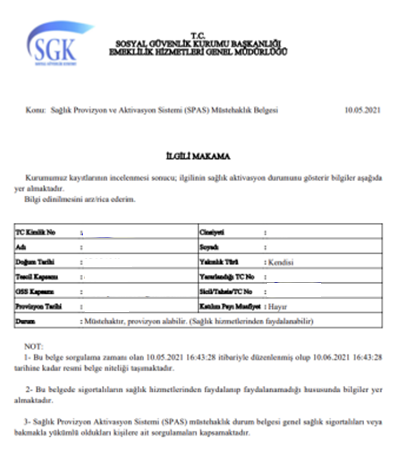 SGK
SOSYAL GÜVENLİK KURUMU
T.C.
SOSYAL GÜVENLİK KURUMU BAŞKANLIĞI
EMEKLİLİK HİZMETLERİ GENEL MÜDÜRLÜĞÜ
Konu: Sağlık Provizyon ve Aktivasyon Sistemi (SPAS) Müstehaklık Belgesi 10.05.2021
İLGİLİ MAKAMA
Kurumumuz kayıtlarının incelenmesi sonucu; ilgilinin sağlık aktivasyon durumunu gösterir bilgiler aşağıda
yer almaktadır.
Bilgi edinilmesini arz/rica ederim.
TC Kimlik No : Cinsiyeti :
Adı : Soyadı :
Doğum Tarihi : Yakınlık Türü : Kendisi
Tescil Kapsamı : Yararlandığı TC No :
GSS Kapsamı : Sicil/Tahsis/TC No :
Provizyon Tarihi : Katılım Payı Muafiyet : Hayır
Durum : Müstehaktır, provizyon alabilir. (Sağlık hizmetlerinden faydalanabilir)
NOT:
1- Bu belge sorgulama zamanı olan 10.05.2021 16:43:28 itibariyle düzenlenmiş olup 10.06.2021 16:43:28
tarihine kadar resmi belge niteliği taşımaktadır.
2- Bu belgede sigortalıların sağlık hizmetlerinden faydalanıp faydalanamadığı hususunda bilgiler yer
almaktadır.
3- Sağlık Provizyon Aktivasyon Sistemi (SPAS) müstehaklık durum belgesi genel sağlık sigortalıları veya
bakmakla yükümlü oldukları kişilere ait sorgulamaları kapsamaktadır.